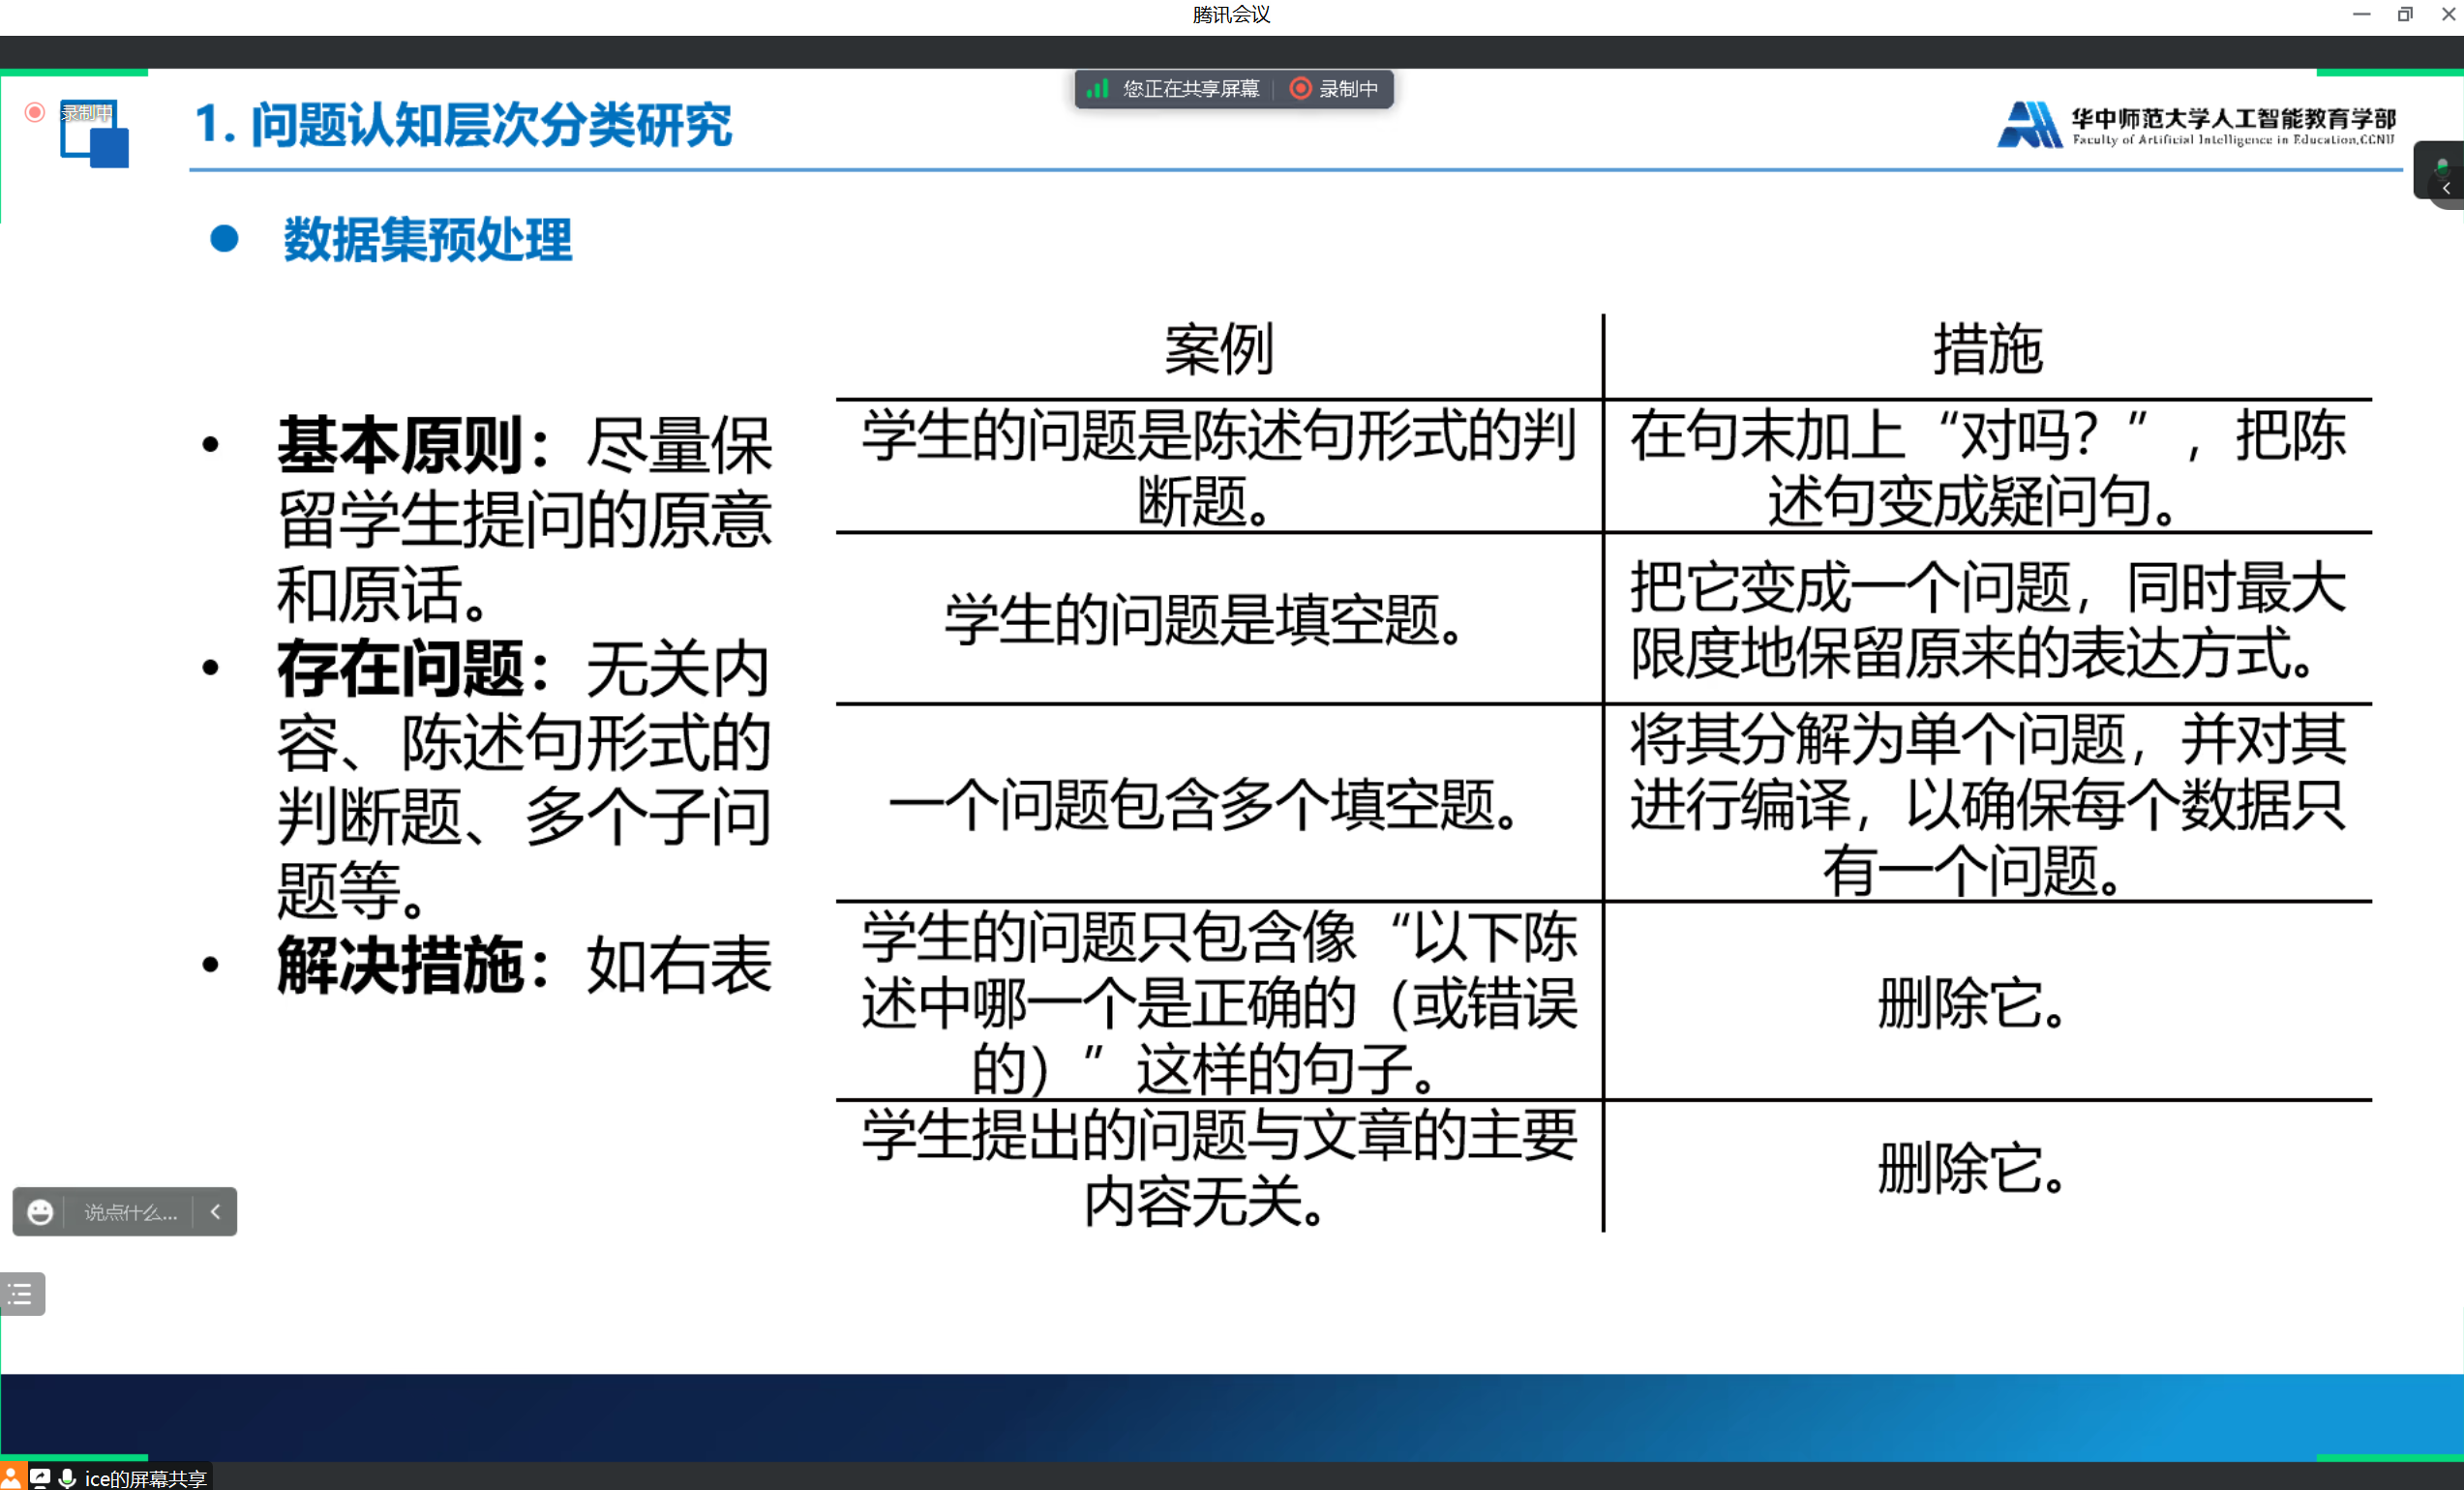 腾讯会议
您正在共享屏幕
录制中
录制中
1. 问题认知层次分类研究
华中师范大学人工智能教育学部
Faculty of Artificial Intelligence in Education,CCNU
数据集预处理
• 基本原则：尽量保
留学生提问的原意
和原话。
• 存在问题：无关内
容、陈述句形式的
判断题、多个子问
题等。
• 解决措施：如右表
案例
措施
学生的问题是陈述句形式的判
断题。
在句末加上“对吗？”，把陈
述句变成疑问句。
学生的问题是填空题。
把它变成一个问题，同时最大
限度地保留原来的表达方式。
一个问题包含多个填空题。
将其分解为单个问题，并对其
进行编译，以确保每个数据只
有一个问题。
学生的问题只包含像“以下陈
述中哪一个是正确的（或错误
的）”这样的句子。
删除它。
学生提出的问题与文章的主要
内容无关。
删除它。
说点什么...
ice的屏幕共享